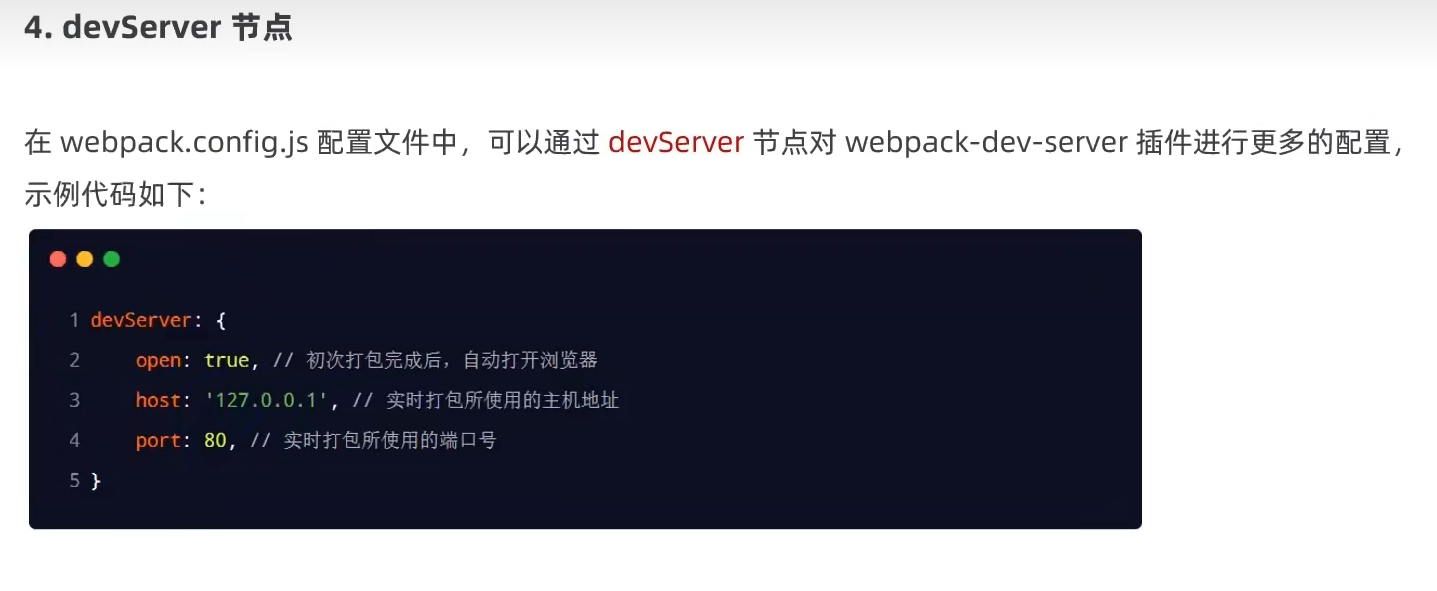 4. devServer 节点
在 webpack.config.js 配置文件中，可以通过 devServer 节点对 webpack-dev-server 插件进行更多的配置，
示例代码如下：
1 devServer: {
2     open: true, // 初次打包完成后，自动打开浏览器
3     host: '127.0.0.1', // 实时打包所使用的主机地址
4     port: 80, // 实时打包所使用的端口号
5 }